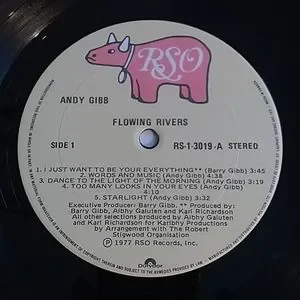 RSO
ANDY GIBB
FLOWING RIVERS
SIDE 1
RS-1-3019-A STEREO
1. I JUST WANT TO BE YOUR EVERYTHING** (Barry Gibb) 3:45
2. WORDS AND MUSIC (Andy Gibb) 4:38
3. DANCE TO THE LIGHT OF THE MORNING (Andy Gibb) 3:19
4. TOO MANY LOOKS IN YOUR EYES (Andy Gibb)
4:10
5. STARLIGHT (Andy Gibb) 3:32
Executive Producer: Barry Gibb, ** Produced by:
Barry Gibb, Albhy Galuten and Karl Richardson
All other selections produced by Albhy Galuten
and Karl Richardson for Karlbhy Productions
by Arrangement with The Robert
Stigwood Organisation
℗ 1977 RSO Records, Inc.
Polydor